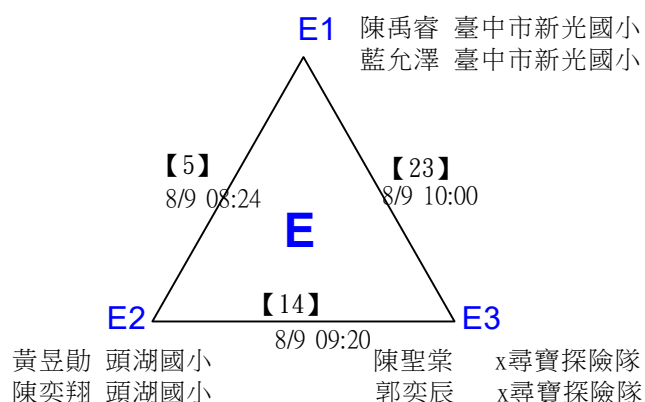 E1 陳禹睿 臺中市新光國小
藍允澤 臺中市新光國小
【5】
8/9 08:24
【23】
8/9 10:00
E
E2
【14】
8/9 09:20
E3
黃昱勛 頭湖國小
陳奕翔 頭湖國小
陳聖棠 x尋寶探險隊
郭奕辰 x尋寶探險隊